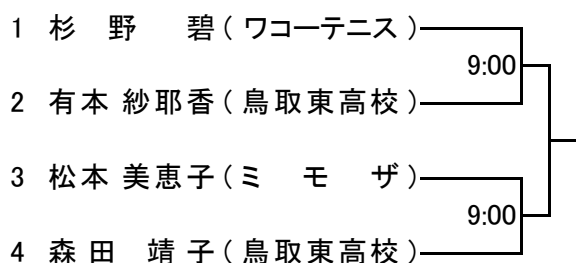 1 杉野 碧(ワコーテニス)
9:00
2 有本 紗耶香(鳥取東高校)
3 松本 美恵子(ミモザ)
9:00
4 森田 靖子(鳥取東高校)